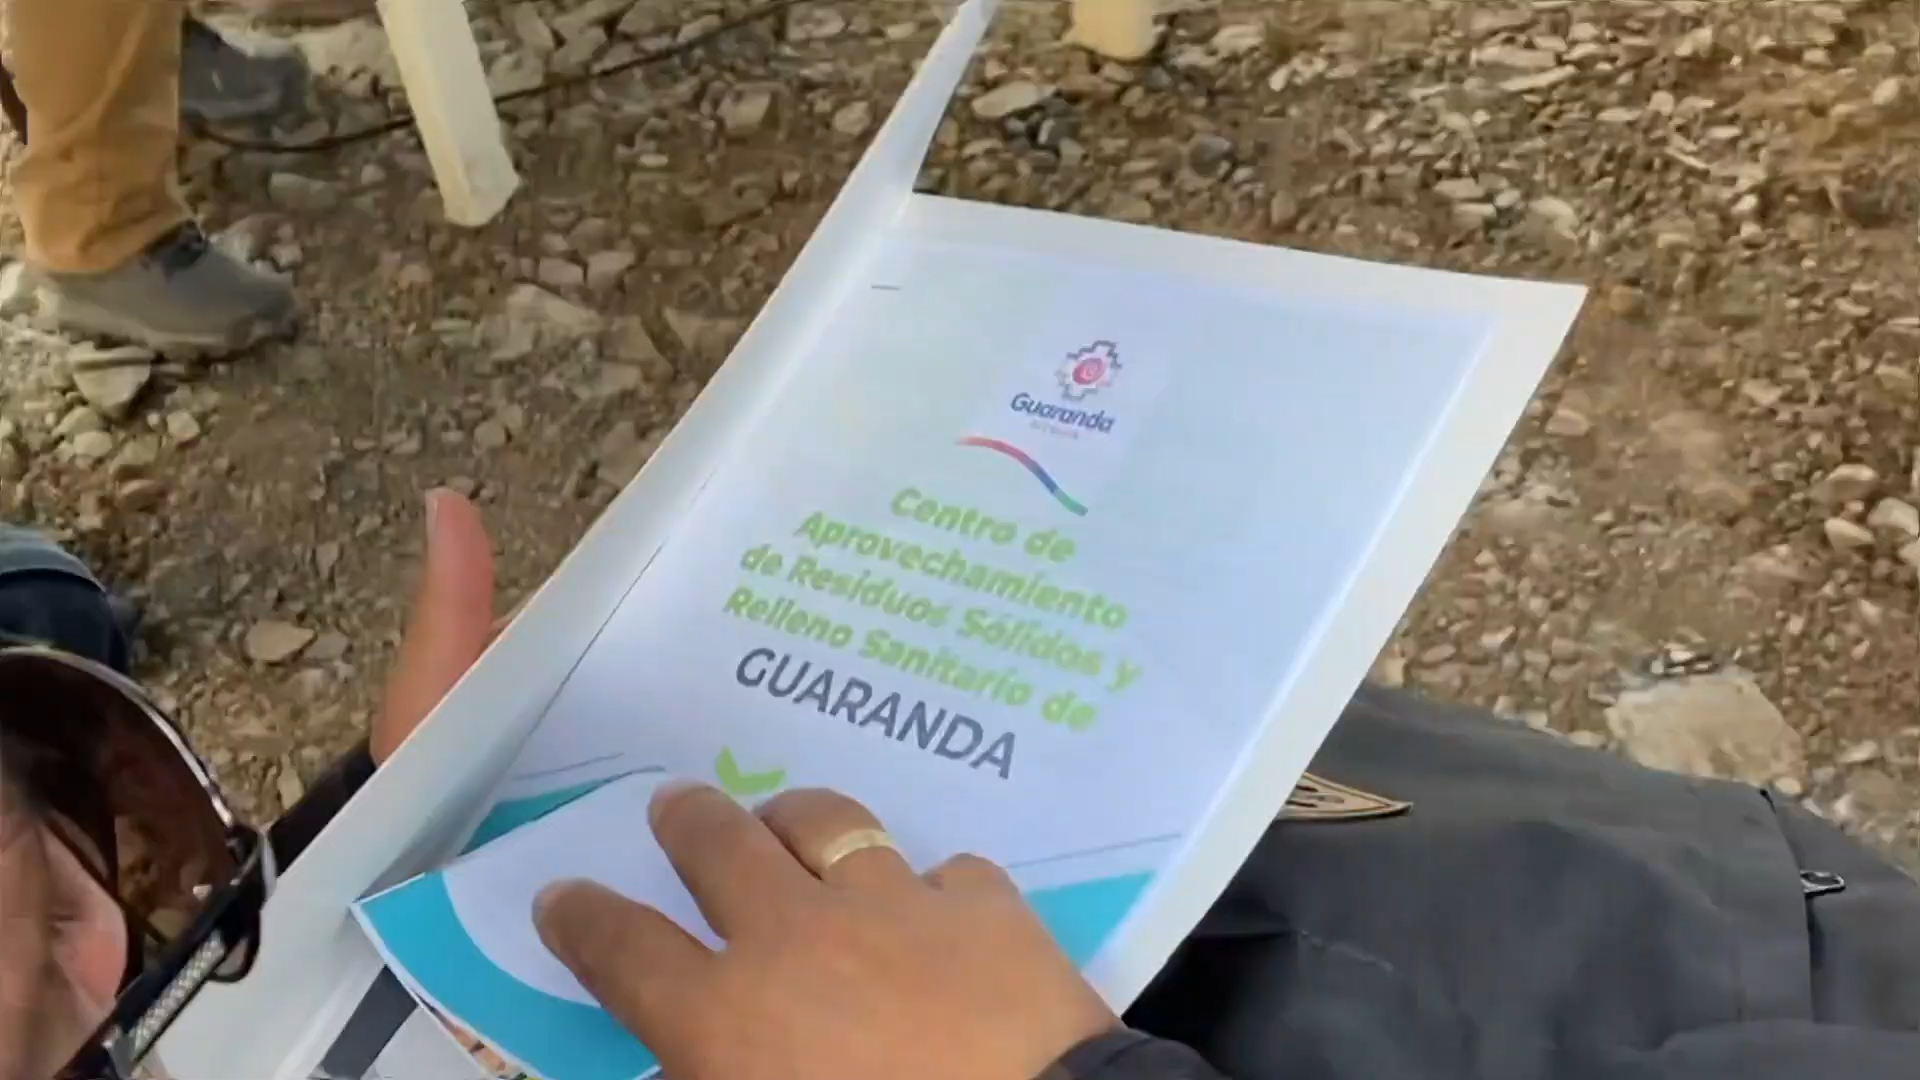 Guaranda
Centro de
Aprovechamiento
de Residuos Sólidos y
Relleno Sanitario de
GUARANDA